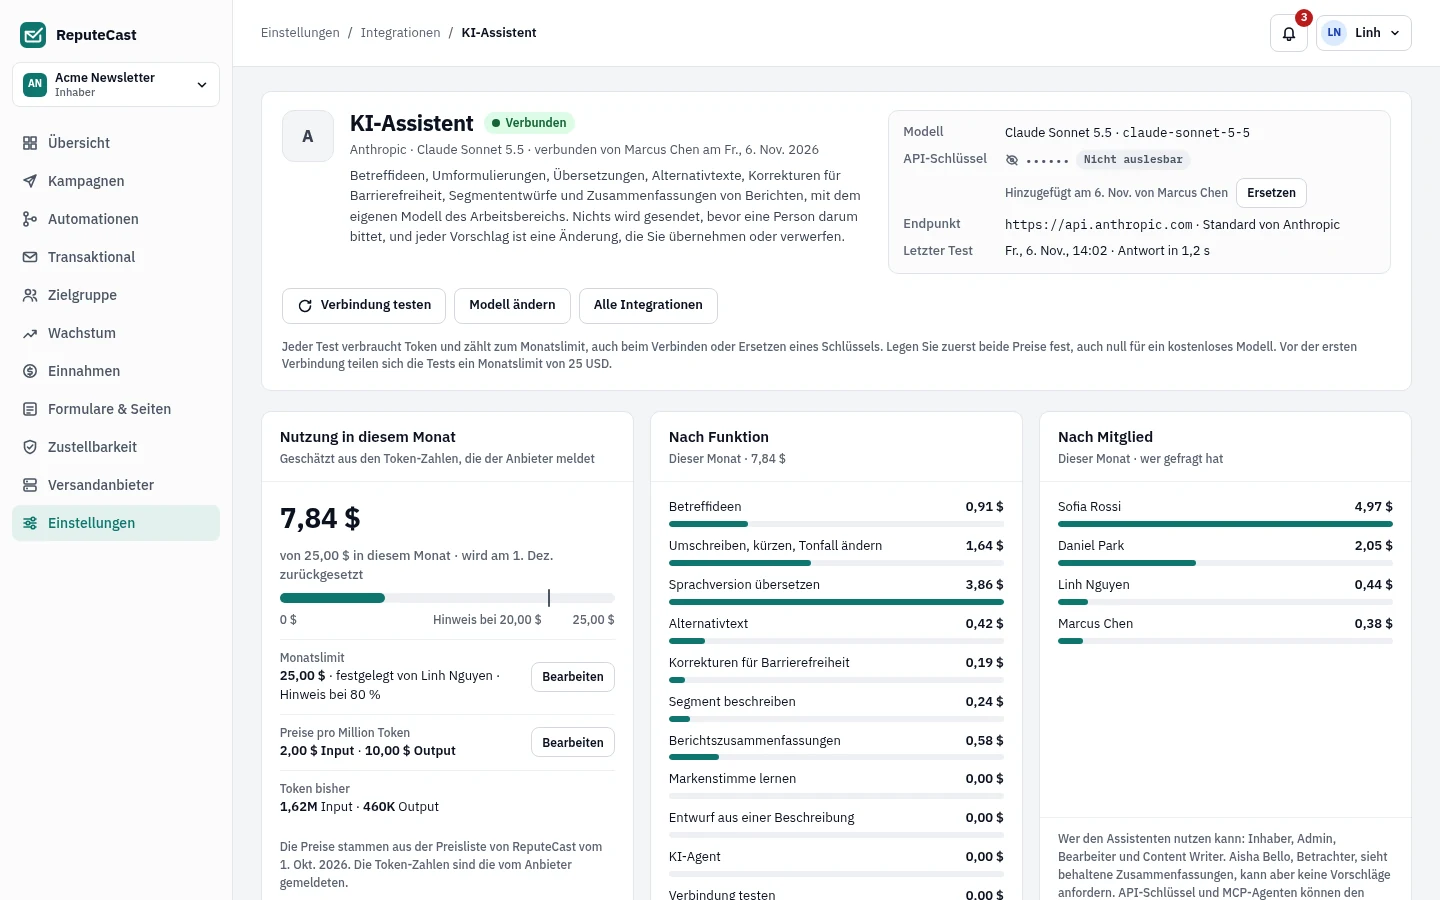 ReputeCast
AN
Acme Newsletter
Inhaber
Übersicht
Kampagnen
Automationen
Transaktional
Zielgruppe
Wachstum
Einnahmen
Formulare & Seiten
Zustellbarkeit
Versandanbieter
Einstellungen
Einstellungen / Integrationen / KI-Assistent
3
LN Linh
A
KI-Assistent
Verbunden
Anthropic · Claude Sonnet 5.5 · verbunden von Marcus Chen am Fr., 6. Nov. 2026
Betreffideen, Umformulierungen, Übersetzungen, Alternativtexte, Korrekturen für
Barrierefreiheit, Segmententwürfe und Zusammenfassungen von Berichten, mit dem
eigenen Modell des Arbeitsbereichs. Nichts wird gesendet, bevor eine Person darum
bittet, und jeder Vorschlag ist eine Änderung, die Sie übernehmen oder verwerfen.
Modell Claude Sonnet 5.5 · claude-sonnet-5-5
API-Schlüssel •••••• Nicht auslesbar
Hinzugefügt am 6. Nov. von Marcus Chen Ersetzen
Endpunkt https://api.anthropic.com · Standard von Anthropic
Letzter Test Fr., 6. Nov., 14:02 · Antwort in 1,2 s
Verbindung testen
Modell ändern
Alle Integrationen
Jeder Test verbraucht Token und zählt zum Monatslimit, auch beim Verbinden oder Ersetzen eines Schlüssels. Legen Sie zuerst beide Preise fest, auch null für ein kostenloses Modell. Vor der ersten
Verbindung teilen sich die Tests ein Monatslimit von 25 USD.
Nutzung in diesem Monat
Geschätzt aus den Token-Zahlen, die der Anbieter meldet
7,84 $
von 25,00 $ in diesem Monat · wird am 1. Dez.
zurückgesetzt
0 $ Hinweis bei 20,00 $ 25,00 $
Monatslimit
25,00 $ · festgelegt von Linh Nguyen ·
Hinweis bei 80 %
Bearbeiten
Preise pro Million Token
2,00 $ Input · 10,00 $ Output
Bearbeiten
Token bisher
1,62M Input · 460K Output
Die Preise stammen aus der Preisliste von ReputeCast vom
1. Okt. 2026. Die Token-Zahlen sind die vom Anbieter
gemeldeten.
Nach Funktion
Dieser Monat · 7,84 $
Betreffideen 0,91 $
Umschreiben, kürzen, Tonfall ändern 1,64 $
Sprachversion übersetzen 3,86 $
Alternativtext 0,42 $
Korrekturen für Barrierefreiheit 0,19 $
Segment beschreiben 0,24 $
Berichtszusammenfassungen 0,58 $
Markenstimme lernen 0,00 $
Entwurf aus einer Beschreibung 0,00 $
KI-Agent 0,00 $
Verbindung testen 0,00 $
Nach Mitglied
Dieser Monat · wer gefragt hat
Sofia Rossi 4,97 $
Daniel Park 2,05 $
Linh Nguyen 0,44 $
Marcus Chen 0,38 $
Wer den Assistenten nutzen kann: Inhaber, Admin,
Bearbeiter und Content Writer. Aisha Bello, Betrachter, sieht
behaltene Zusammenfassungen, kann aber keine Vorschläge
anfordern. API-Schlüssel und MCP-Agenten können den